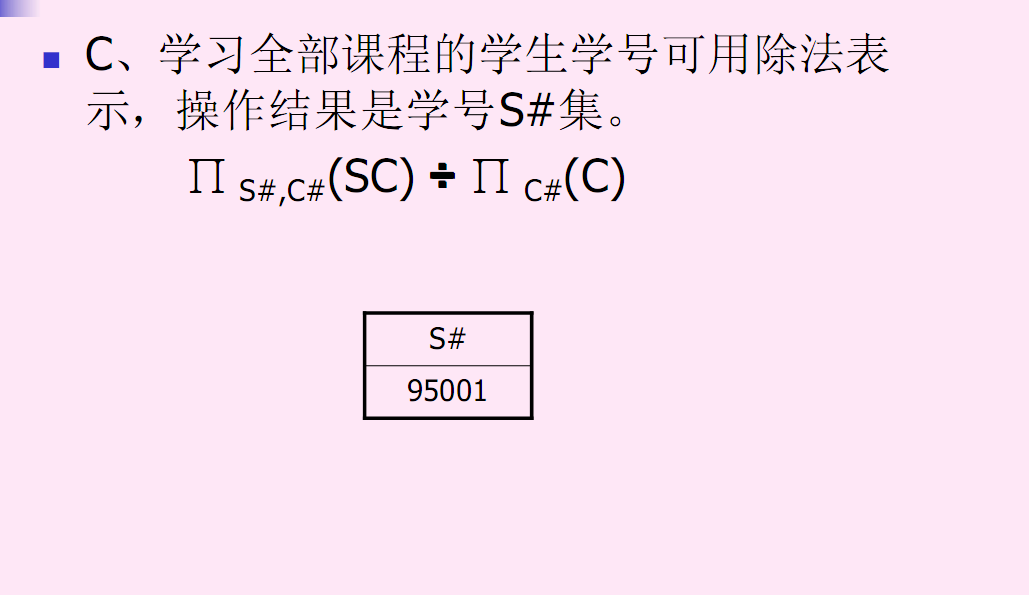 C、学习全部课程的学生学号可用除法表
示，操作结果是学号S#集。
∏ S#,C#(SC) ÷ ∏ C#(C)
S#
95001